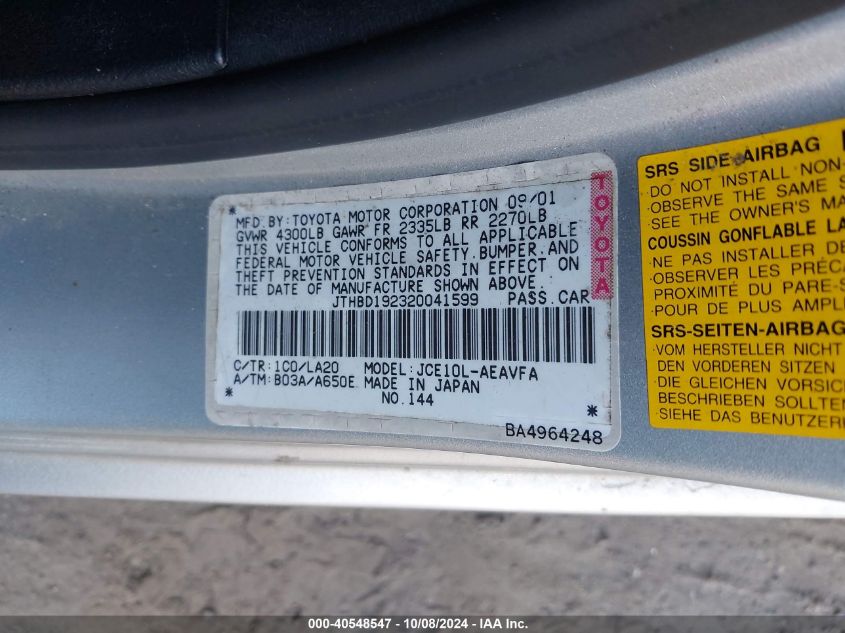 MFD.BY:TOYOTA MOTOR CORPORATION 09/01
GVWR 4300LB GAWR FR 2335LB RR 2270LB
THIS VEHICLE CONFORMS TO ALL APPLICABLE
FEDERAL MOTOR VEHICLE SAFETY,BUMPER,AND
THEFT PREVENTION STANDARDS IN EFFECT ON
THE DATE OF MANUFACTURE SHOWN ABOVE.
JTHBD192320041599 PASS.CAR
C/TR:1C0/LA20 MODEL:JCE10L-AEAVFA
A/TM:B03A/A650E MADE IN JAPAN
NO.144
BA4964248
TOYOTA
SRS SIDE-AIRBAG
DO NOT INSTALL NON-
·OBSERVE THE SAME S
·SEE THE OWNER'S MA
COUSSIN GONFLABLE LA
·NE PAS INSTALLER DE
·OBSERVER LES PRÉCA
PROXIMITÉ DU PARE-S
·POUR DE PLUS AMPL
SRS-SEITEN-AIRBAG
·VOM HERSTELLER NICHT
DEN VORDEREN SITZEN
·DIE GLEICHEN VORSICH
BESCHRIEBEN SOLLTEN
·SIEHE DAS BENUTZER
000-40548547 - 10/08/2024 - IAA Inc.